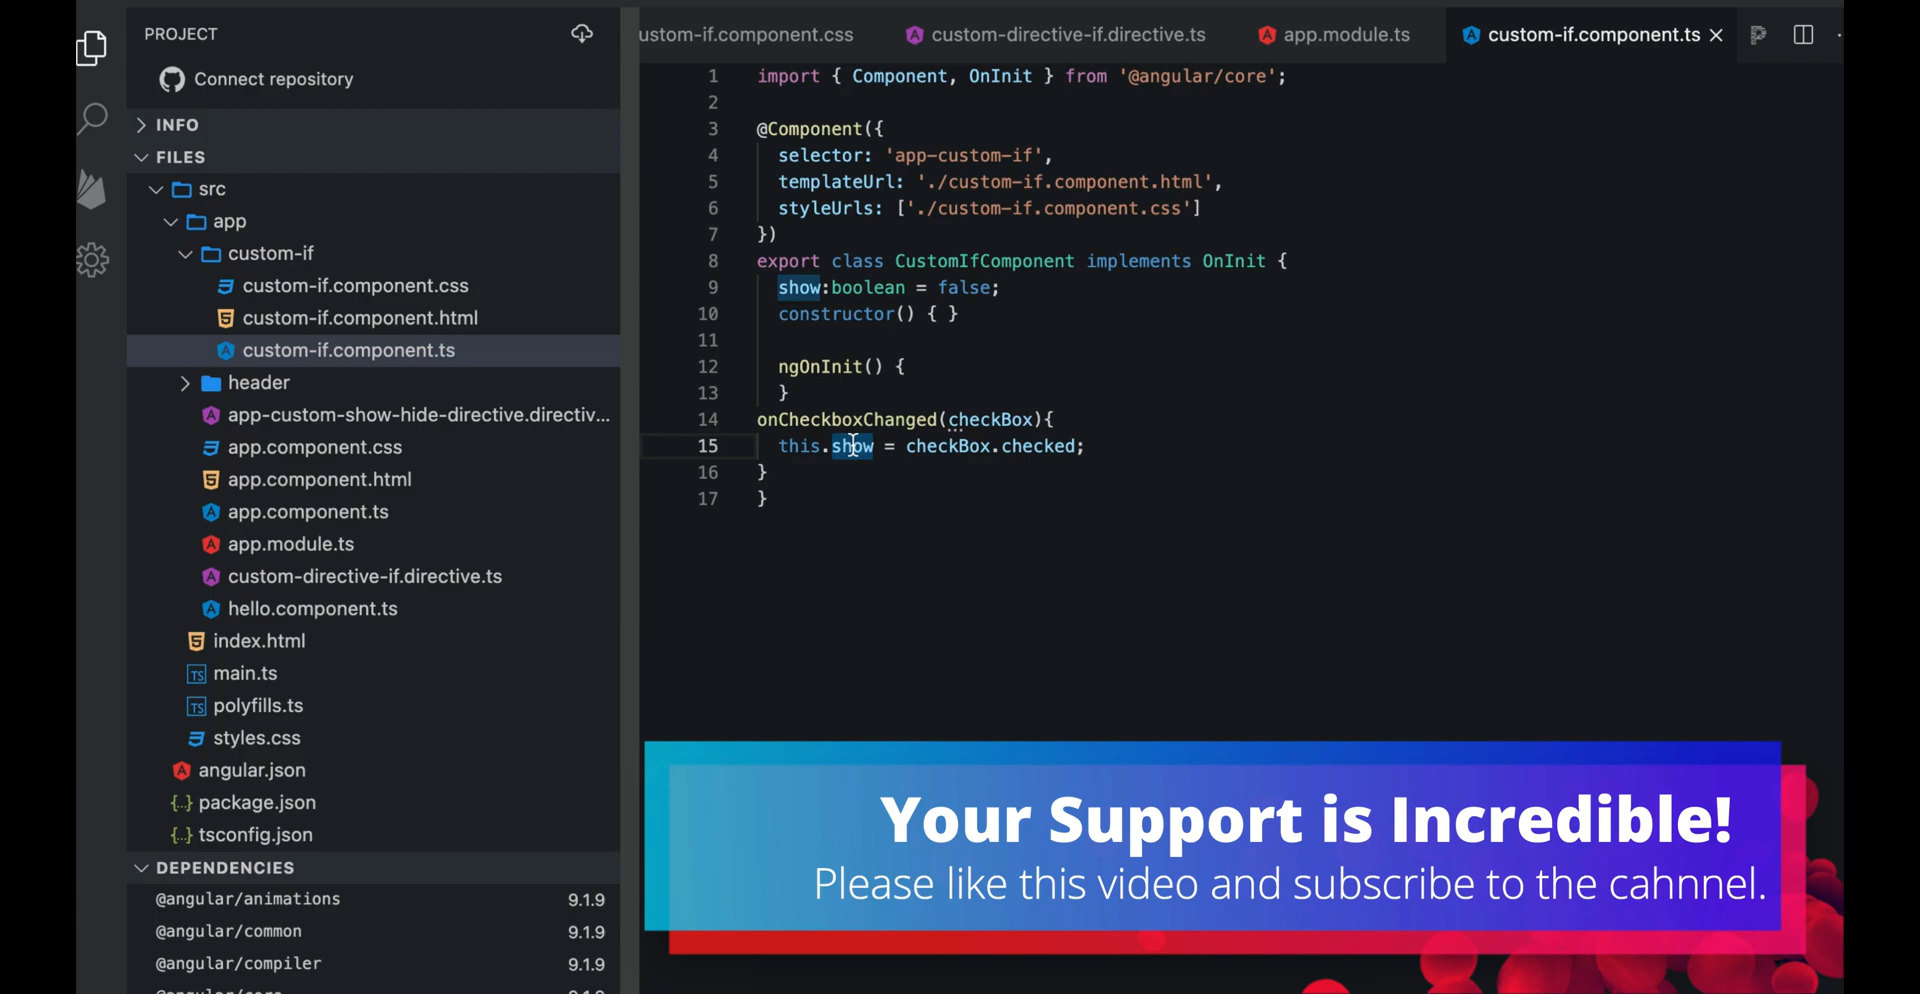 PROJECT
Connect repository
INFO
FILES
src
app
custom-if
custom-if.component.css
custom-if.component.html
custom-if.component.ts
header
app-custom-show-hide-directive.directiv...
app.component.css
app.component.html
app.component.ts
app.module.ts
custom-directive-if.directive.ts
hello.component.ts
index.html
main.ts
polyfills.ts
styles.css
angular.json
package.json
tsconfig.json
DEPENDENCIES
@angular/animations 9.1.9
@angular/common 9.1.9
@angular/compiler 9.1.9
ustom-if.component.css custom-directive-if.directive.ts app.module.ts custom-if.component.ts
1 import { Component, OnInit } from '@angular/core';
2
3 @Component({
4 selector: 'app-custom-if',
5 templateUrl: './custom-if.component.html',
6 styleUrls: ['./custom-if.component.css']
7 })
8 export class CustomIfComponent implements OnInit {
9 show:boolean = false;
10 constructor() { }
11
12 ngOnInit() {
13 }
14 onCheckboxChanged(checkBox){
15 this.show = checkBox.checked;
16 }
17 }
Your Support is Incredible!
Please like this video and subscribe to the cahnnel.